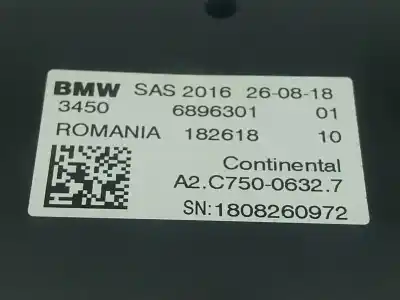 BMW SAS 2016 26-08-18
3450 6896301 01
ROMANIA 182618 10
Continental
A2.C750-0632.7
SN:1808260972